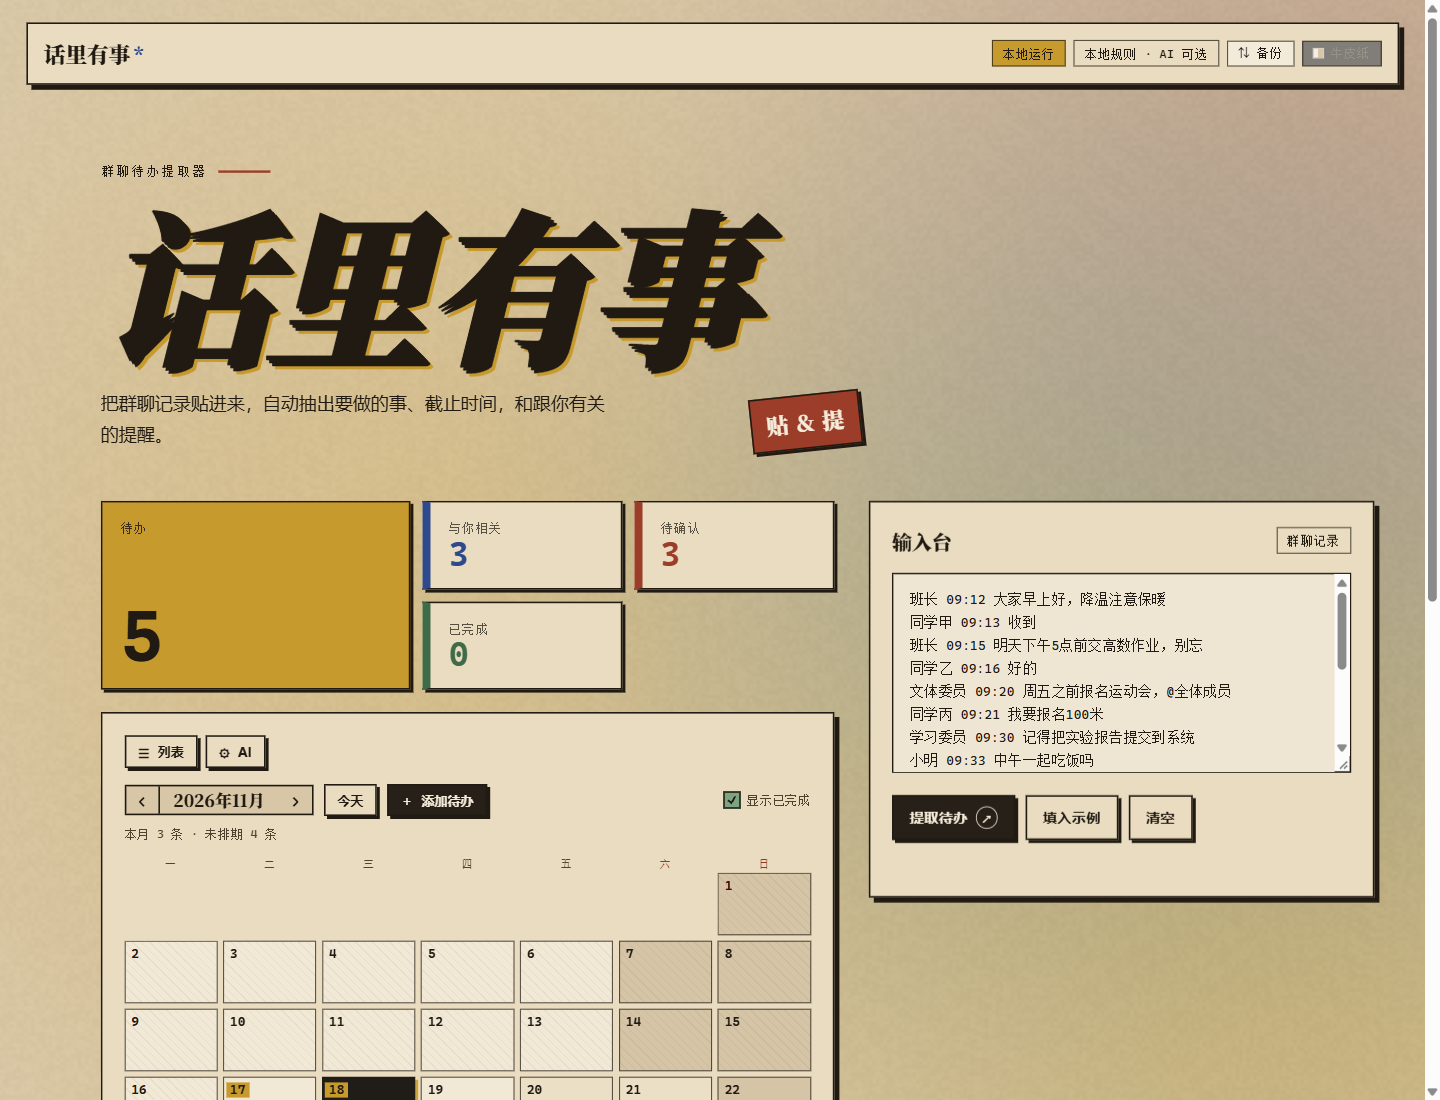 话里有事*
本地运行
本地规则 · AI 可选
⇅ 备份
牛皮纸
群聊待办提取器
话里有事
把群聊记录贴进来，自动抽出要做的事、截止时间，和跟你有关
的提醒。
贴 & 提
待办
5
与你相关
3
待确认
3
已完成
0
输入台
群聊记录
班长 09:12 大家早上好，降温注意保暖
同学甲 09:13 收到
班长 09:15 明天下午5点前交高数作业，别忘
同学乙 09:16 好的
文体委员 09:20 周五之前报名运动会，@全体成员
同学丙 09:21 我要报名100米
学习委员 09:30 记得把实验报告提交到系统
小明 09:33 中午一起吃饭吗
提取待办 ↗
填入示例
清空
☰ 列表
⚙ AI
‹ 2026年11月 ›
今天
+ 添加待办
显示已完成
本月 3 条 · 未排期 4 条
一 二 三 四 五 六 日
1
2 3 4 5 6 7 8
9 10 11 12 13 14 15
16 17 18 19 20 21 22